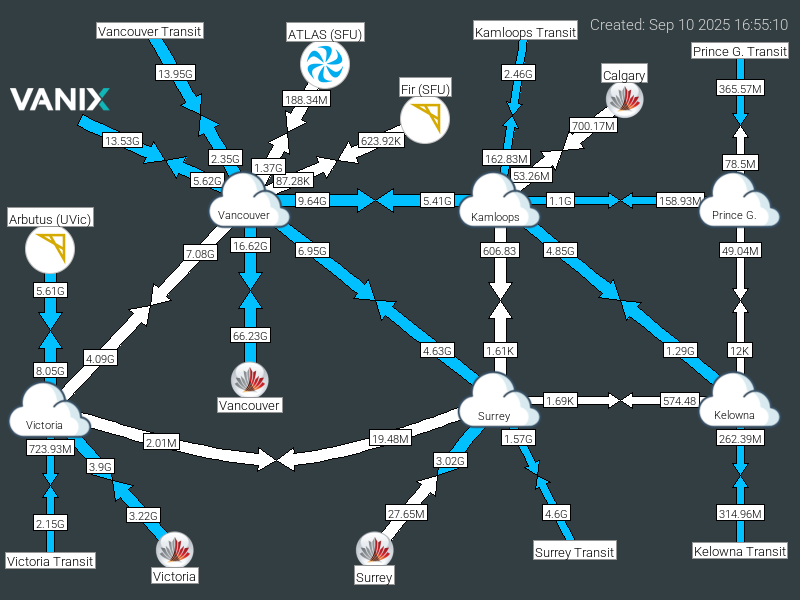 Created: Sep 10 2025 16:55:10
Vancouver Transit
ATLAS (SFU)
Kamloops Transit
Prince G. Transit
13.95G
2.46G
Calgary
365.57M
VANIX
188.34M
Fir (SFU)
700.17M
13.53G
623.92K
2.35G
1.37G
162.83M
78.5M
5.62G
87.28K
53.26M
9.64G
5.41G
1.1G
158.93M
Vancouver
Kamloops
Prince G.
Arbutus (UVic)
7.08G
16.62G
6.95G
606.83
4.85G
49.04M
5.61G
66.23G
4.09G
4.63G
1.61K
1.29G
12K
8.05G
Vancouver
1.69K
574.48
Victoria
Surrey
Kelowna
723.93M
2.01M
19.48M
1.57G
262.39M
3.9G
3.02G
2.15G
3.22G
27.65M
4.6G
314.96M
Victoria Transit
Victoria
Surrey
Surrey Transit
Kelowna Transit